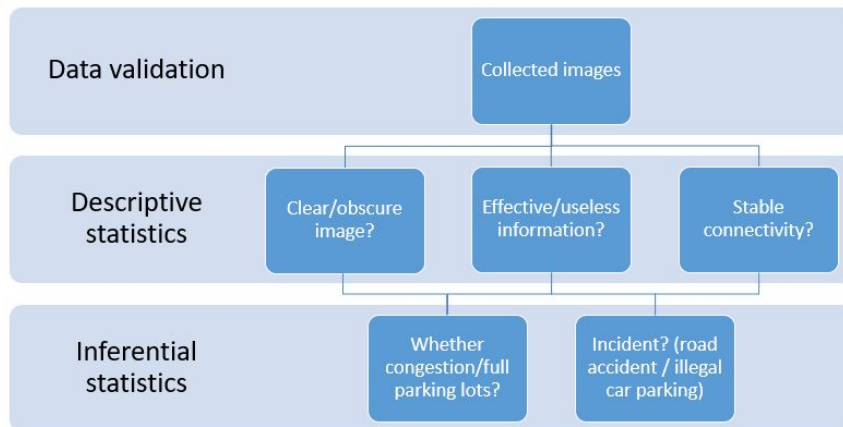 Data validation
Collected images
Descriptive
statistics
Clear/obscure
image?
Effective/useless
information?
Stable
connectivity?
Inferential
statistics
Whether
congestion/full
parking lots?
Incident? (road
accident / illegal
car parking)